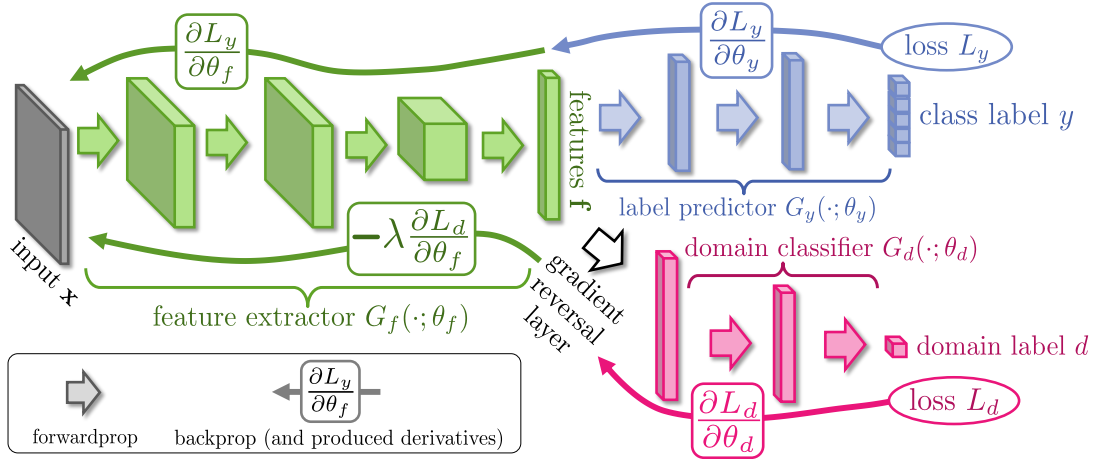 ∂L_y/∂θ_f
∂L_y/∂θ_y
loss L_y
features f
class label y
label predictor G_y(·; θ_y)
−λ ∂L_d/∂θ_f
input x
feature extractor G_f(·; θ_f)
gradient
reversal
layer
domain classifier G_d(·; θ_d)
domain label d
∂L_d/∂θ_d
loss L_d
forwardprop
∂L_y/∂θ_f
backprop (and produced derivatives)